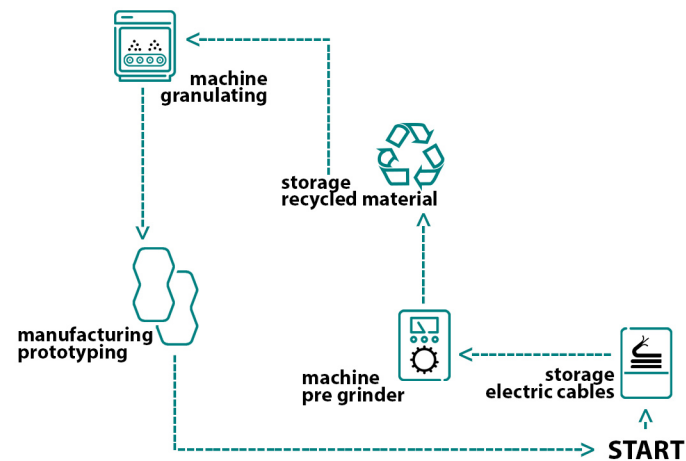 machine
granulating
storage
recycled material
manufacturing
prototyping
machine
pre grinder
storage
electric cables
START